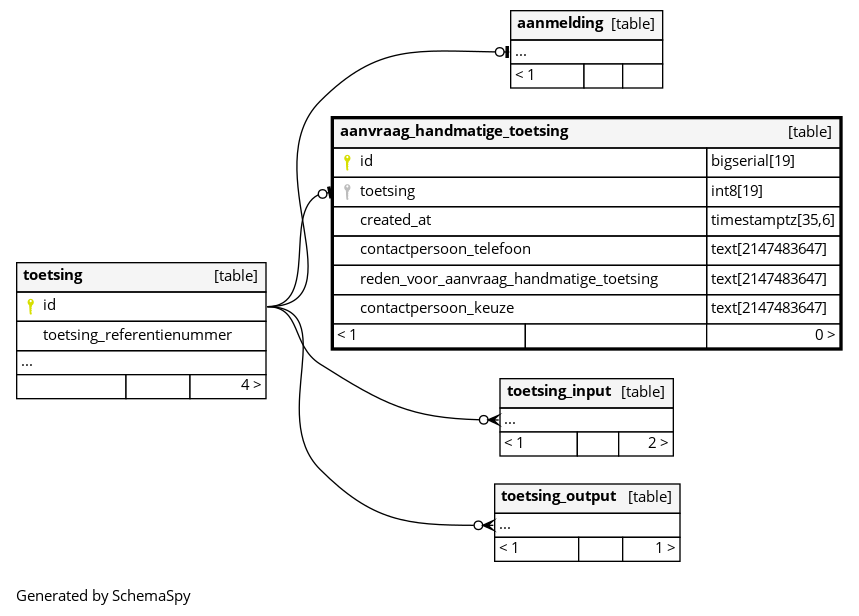 aanmelding [table]
...
< 1
aanvraag_handmatige_toetsing [table]
id bigserial[19]
toetsing int8[19]
created_at timestamptz[35,6]
contactpersoon_telefoon text[2147483647]
reden_voor_aanvraag_handmatige_toetsing text[2147483647]
contactpersoon_keuze text[2147483647]
< 1 0 >
toetsing [table]
id
toetsing_referentienummer
...
4 >
toetsing_input [table]
...
< 1 2 >
toetsing_output [table]
...
< 1 1 >
Generated by SchemaSpy